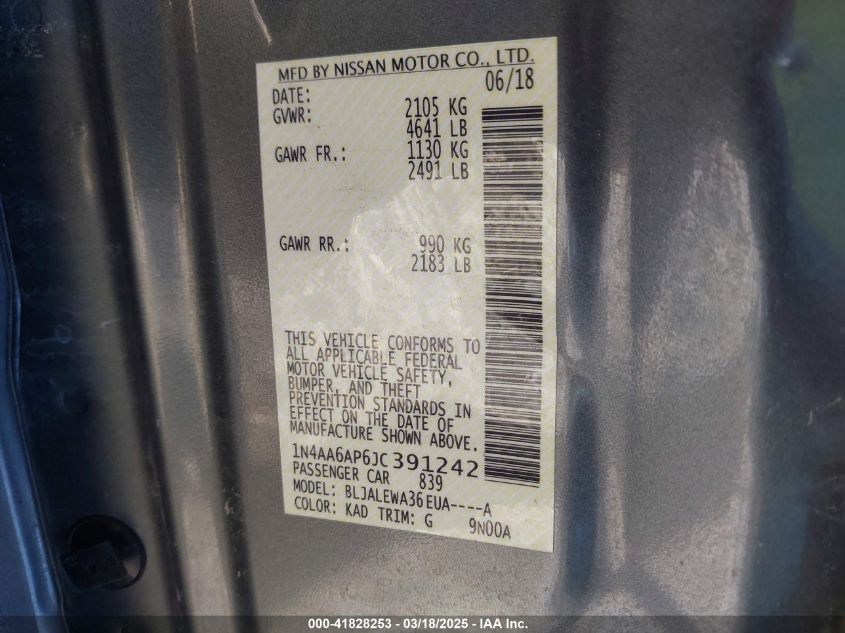 MFD BY NISSAN MOTOR CO., LTD.
DATE: 06/18
GVWR: 2105 KG
4641 LB
GAWR FR.: 1130 KG
2491 LB
GAWR RR.: 990 KG
2183 LB
THIS VEHICLE CONFORMS TO
ALL APPLICABLE FEDERAL
MOTOR VEHICLE SAFETY,
BUMPER, AND THEFT
PREVENTION STANDARDS IN
EFFECT ON THE DATE OF
MANUFACTURE SHOWN ABOVE.
1N4AA6AP6JC391242
PASSENGER CAR 839
MODEL: BLJALEWA36EUA----A
COLOR: KAD TRIM: G 9N00A
000-41828253 — 03/18/2025 — IAA Inc.